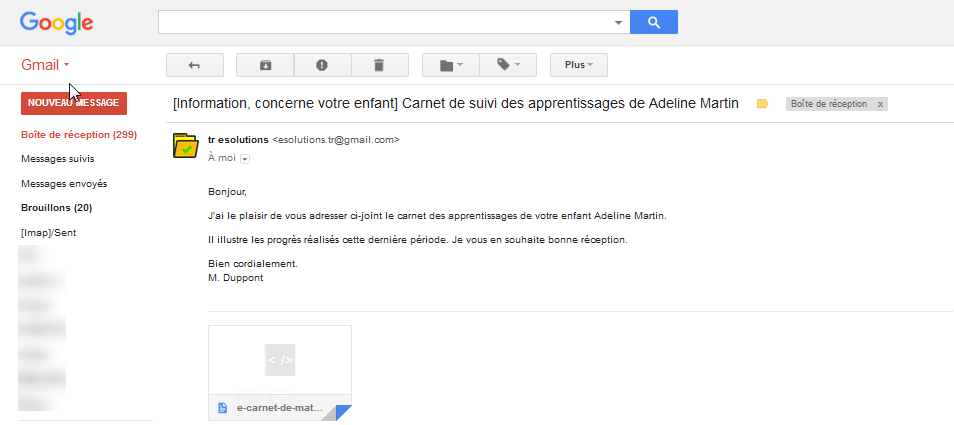 Google
Gmail
Plus
NOUVEAU MESSAGE
[Information, concerne votre enfant] Carnet de suivi des apprentissages de Adeline Martin
Boîte de réception x
Boîte de réception (299)
Messages suivis
Messages envoyés
Brouillons (20)
[Imap]/Sent
tr esolutions <esolutions.tr@gmail.com>
À moi
Bonjour,
J'ai le plaisir de vous adresser ci-joint le carnet des apprentissages de votre enfant Adeline Martin.
Il illustre les progrès réalisés cette dernière période. Je vous en souhaite bonne réception.
Bien cordialement.
M. Duppont
< />
e-carnet-de-mat...